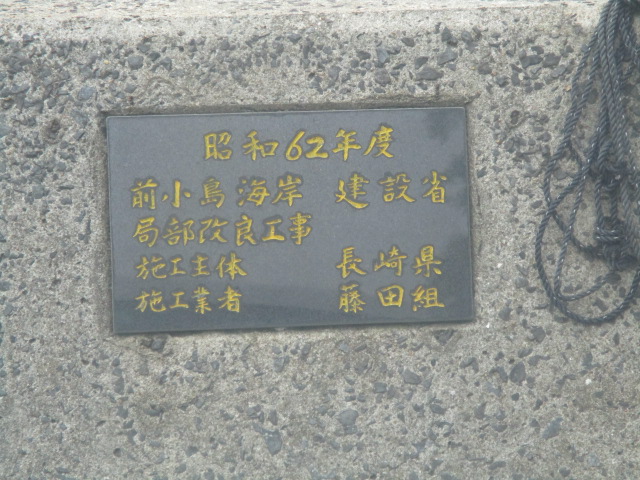 昭和62年度
前小島海岸 建設省
局部改良工事
施工主体 長崎県
施工業者 藤田組